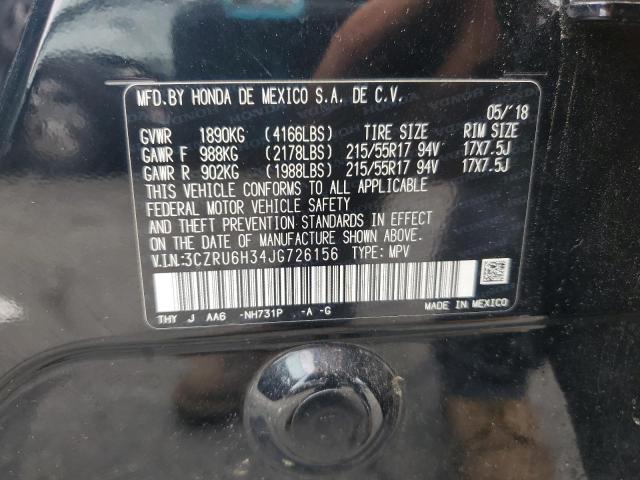 MFD.BY HONDA DE MEXICO S.A. DE C.V.
05/'18
GVWR 1890KG (4166LBS) TIRE SIZE RIM SIZE
GAWR F 988KG (2178LBS) 215/55R17 94V 17X7.5J
GAWR R 902KG (1988LBS) 215/55R17 94V 17X7.5J
THIS VEHICLE CONFORMS TO ALL APPLICABLE
FEDERAL MOTOR VEHICLE SAFETY
AND THEFT PREVENTION STANDARDS IN EFFECT
ON THE DATE OF MANUFACTURE SHOWN ABOVE.
V.I.N:3CZRU6H34JG726156 TYPE: MPV
MADE IN MEXICO
THY J AA6 -NH731P -A -G